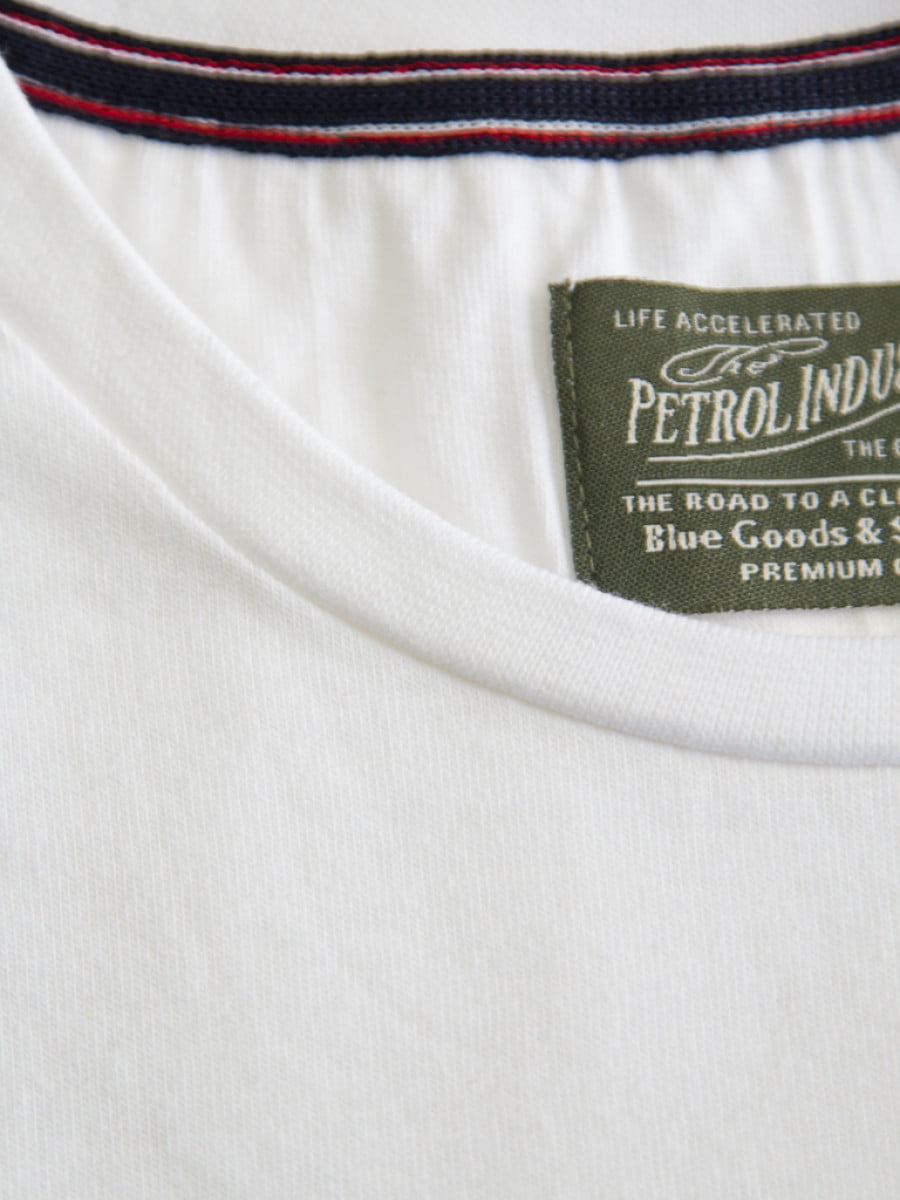 LIFE ACCELERATED
The
PETROL INDUS
THE
THE ROAD TO A CL
Blue Goods & S
PREMIUM